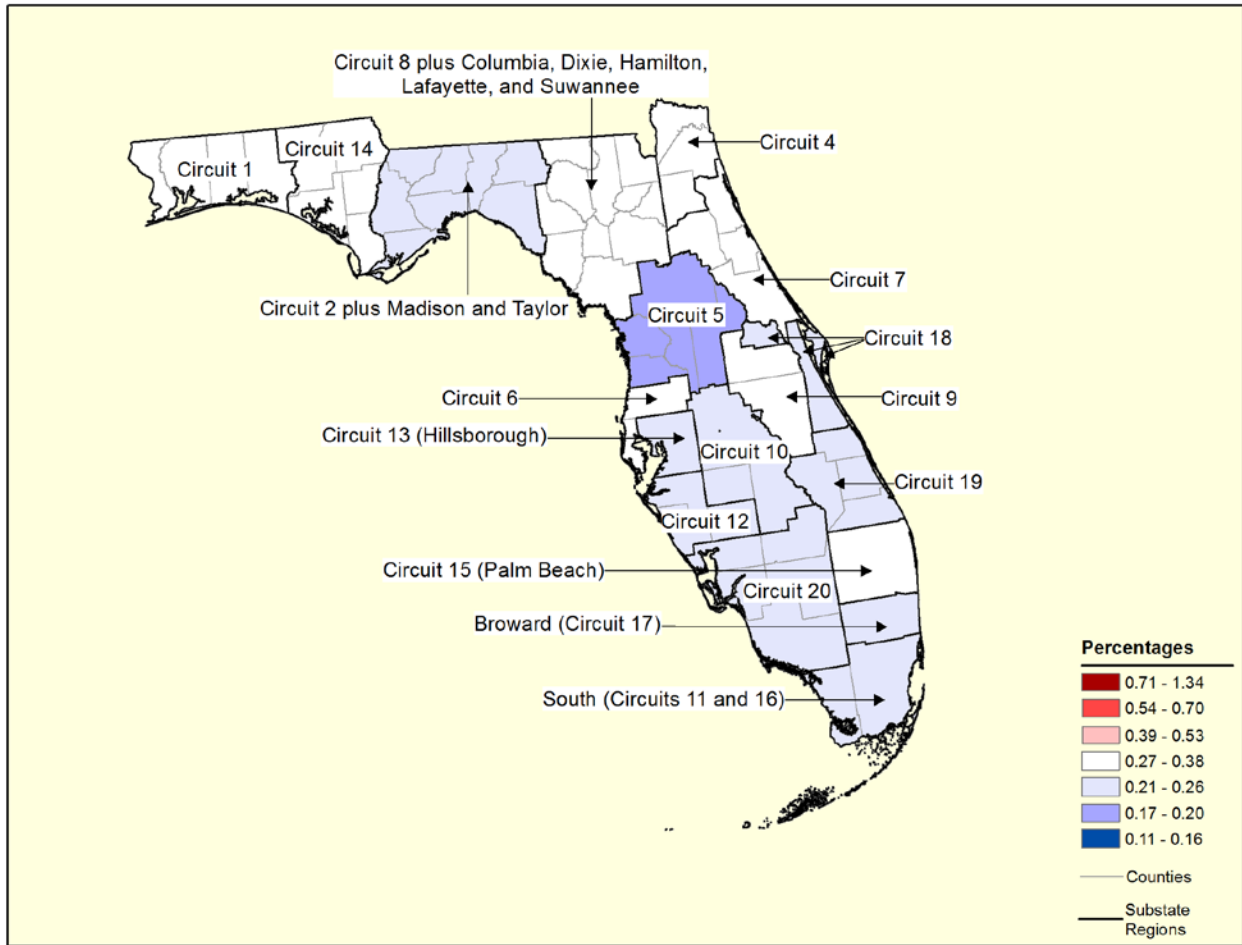 Circuit 8 plus Columbia, Dixie, Hamilton,
Lafayette, and Suwannee
Circuit 4
Circuit 14
Circuit 1
Circuit 7
Circuit 2 plus Madison and Taylor
Circuit 5
Circuit 18
Circuit 6
Circuit 9
Circuit 13 (Hillsborough)
Circuit 10
Circuit 19
Circuit 12
Circuit 15 (Palm Beach)
Circuit 20
Broward (Circuit 17)
South (Circuits 11 and 16)
Percentages
0.71 - 1.34
0.54 - 0.70
0.39 - 0.53
0.27 - 0.38
0.21 - 0.26
0.17 - 0.20
0.11 - 0.16
Counties
Substate
Regions